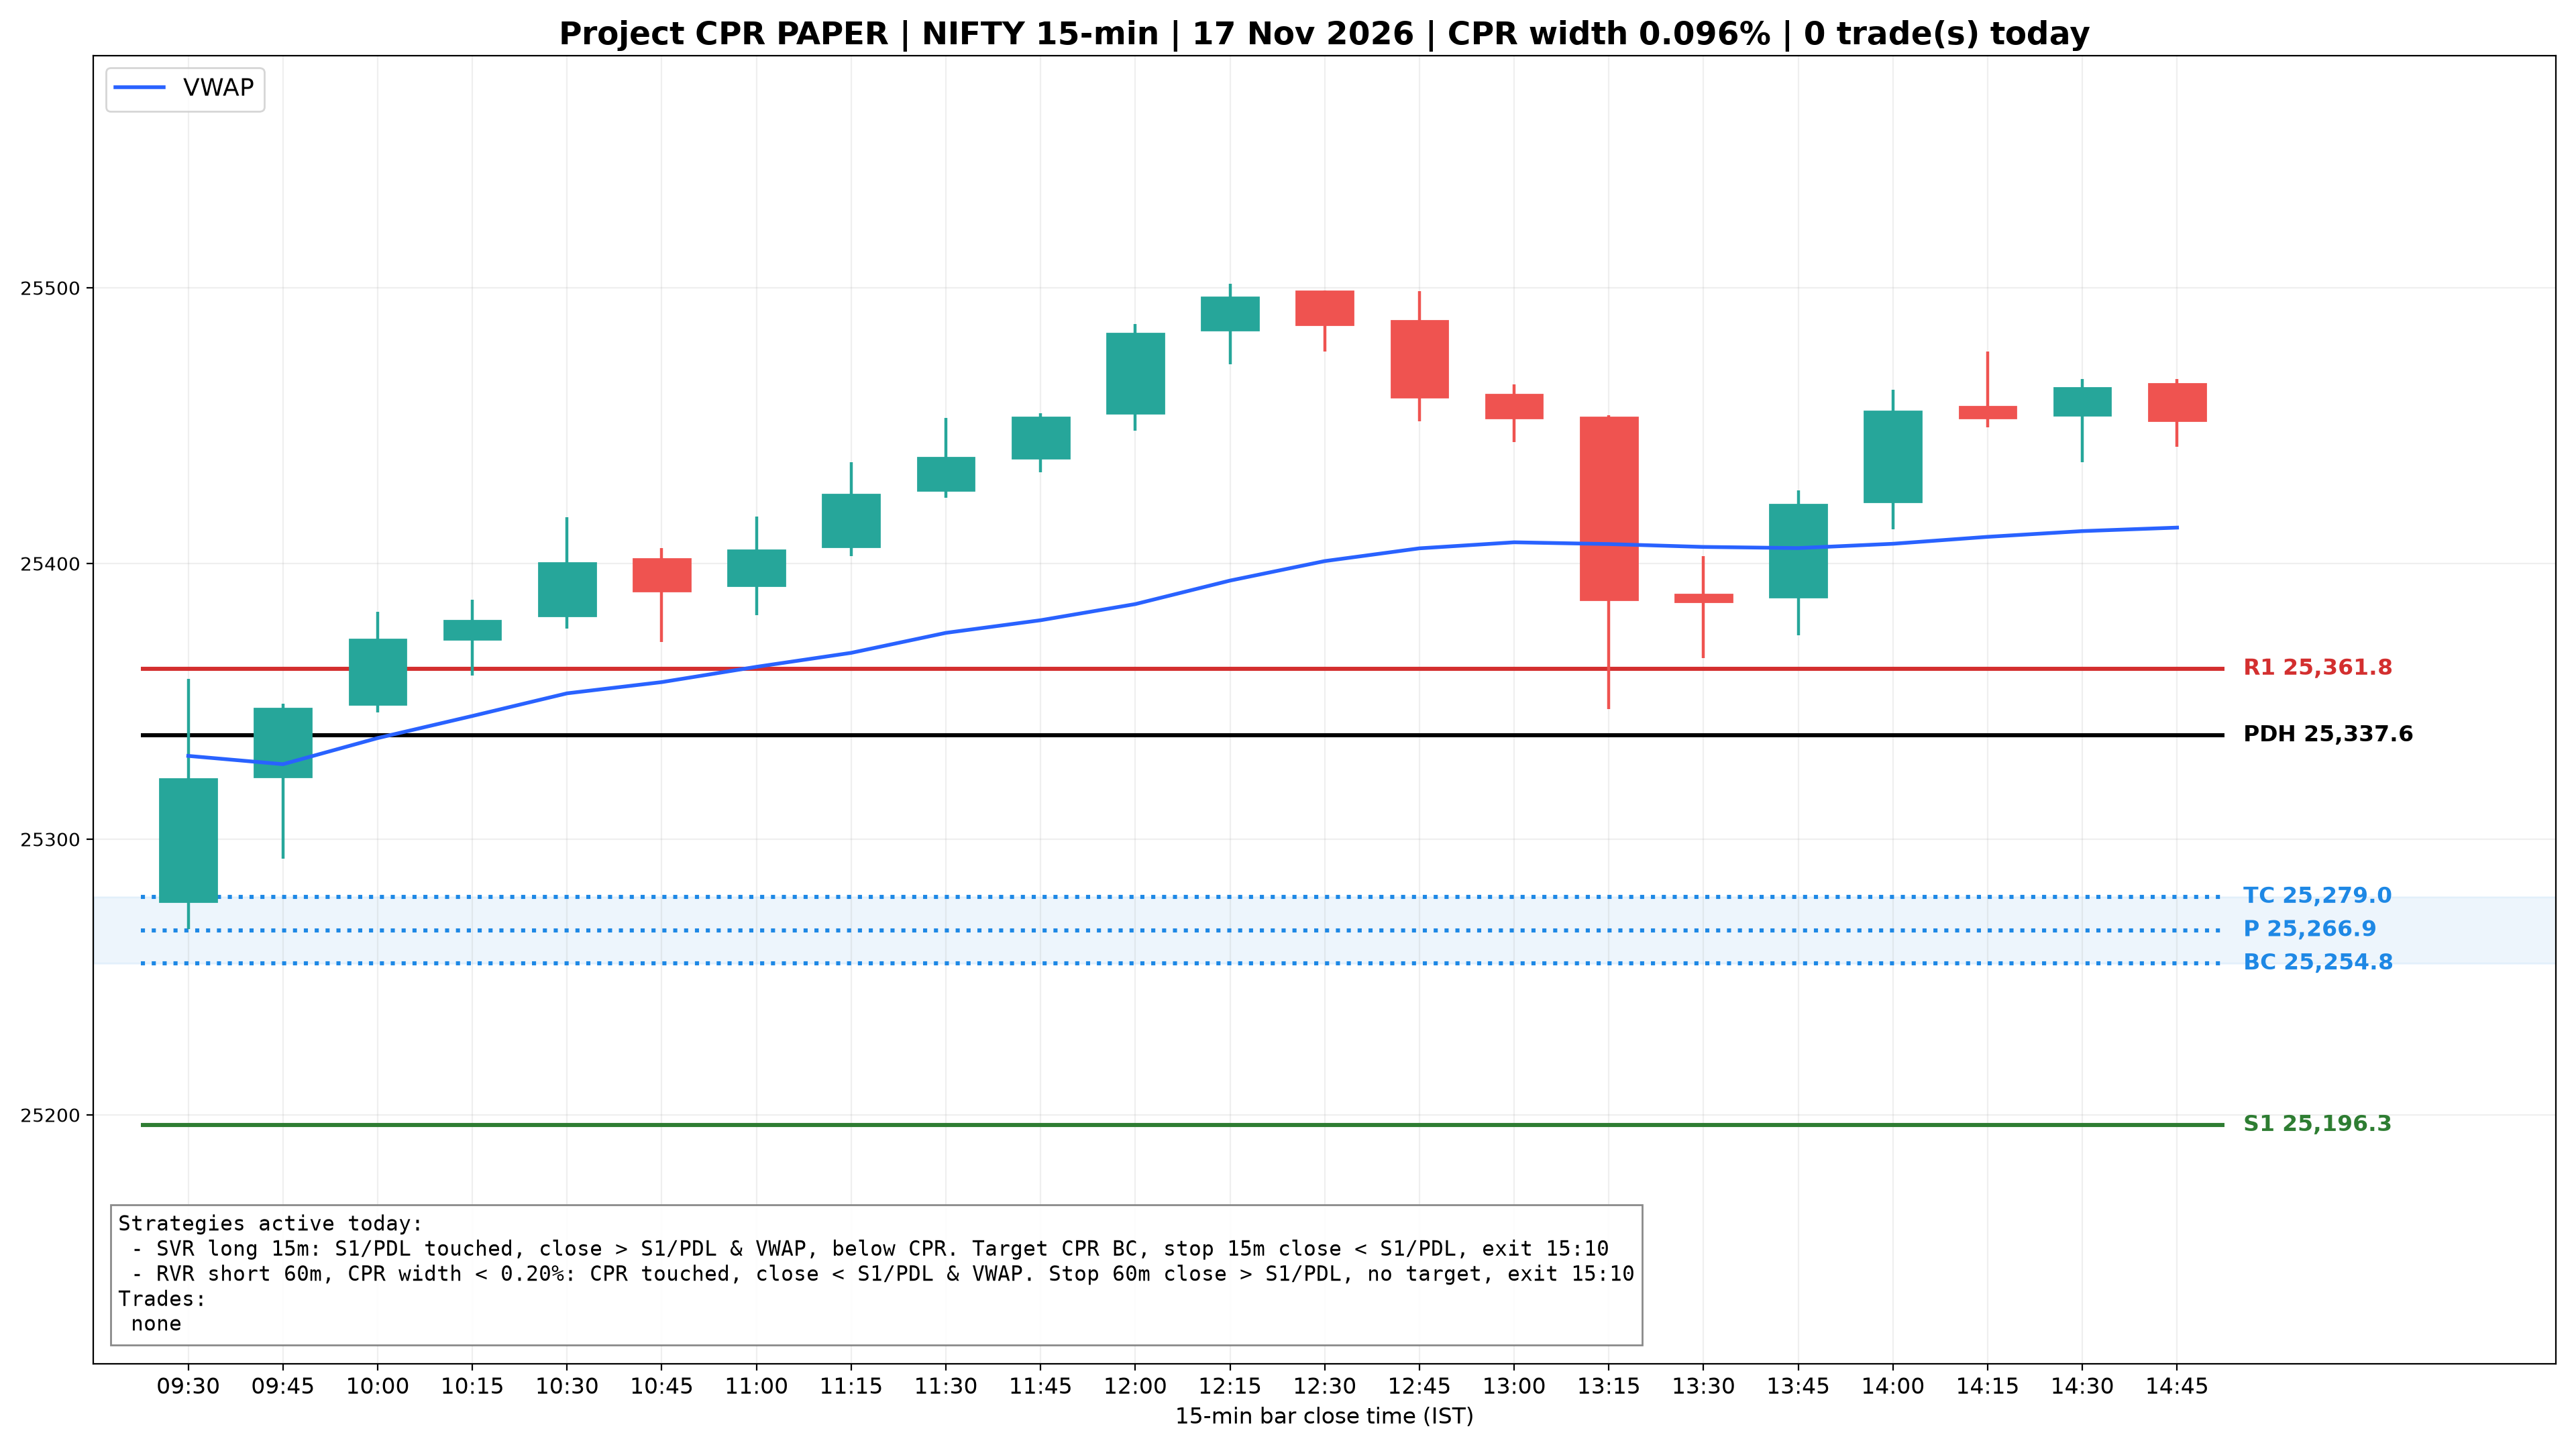 Project CPR PAPER | NIFTY 15-min | 17 Nov 2026 | CPR width 0.096% | 0 trade(s) today
VWAP
25500
25400
25300
25200
R1 25,361.8
PDH 25,337.6
TC 25,279.0
P 25,266.9
BC 25,254.8
S1 25,196.3
Strategies active today:
- SVR long 15m: S1/PDL touched, close > S1/PDL & VWAP, below CPR. Target CPR BC, stop 15m close < S1/PDL, exit 15:10
- RVR short 60m, CPR width < 0.20%: CPR touched, close < S1/PDL & VWAP. Stop 60m close > S1/PDL, no target, exit 15:10
Trades:
none
09:30 09:45 10:00 10:15 10:30 10:45 11:00 11:15 11:30 11:45 12:00 12:15 12:30 12:45 13:00 13:15 13:30 13:45 14:00 14:15 14:30 14:45
15-min bar close time (IST)